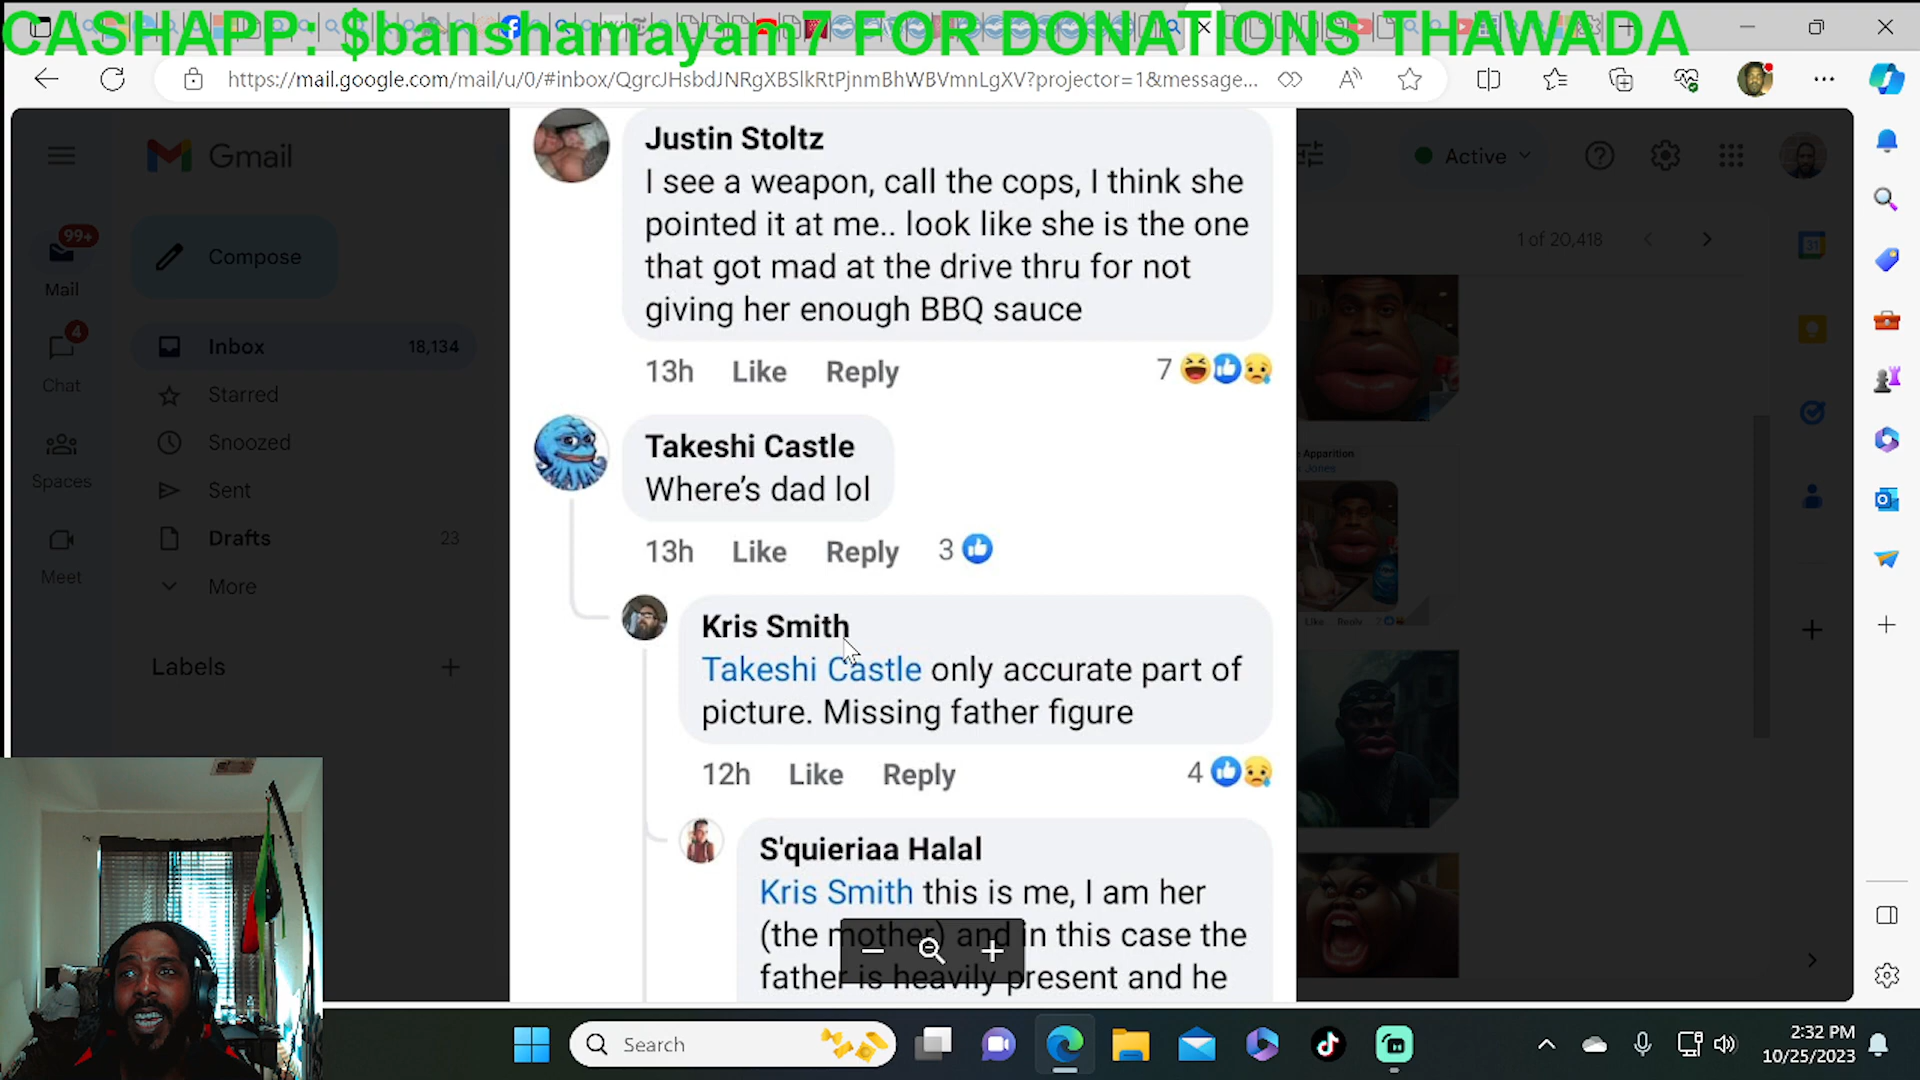 CASHAPP: $banshamayam7 FOR DONATIONS THAWADA
https://mail.google.com/mail/u/0/#inbox/QgrcJHsbdJNRgXBSlkRtPjnmBhWBVmnLgXV?projector=1&message...
Gmail
Active
99+
Mail
Compose
Inbox 18,134
4
Chat
Starred
Snoozed
Spaces
Sent
Drafts 23
Meet
More
Labels
1 of 20,418
Justin Stoltz
I see a weapon, call the cops, I think she
pointed it at me.. look like she is the one
that got mad at the drive thru for not
giving her enough BBQ sauce
13h Like Reply 7
Takeshi Castle
Where's dad lol
13h Like Reply 3
Kris Smith
Takeshi Castle only accurate part of
picture. Missing father figure
12h Like Reply 4
S'quieriaa Halal
Kris Smith this is me, I am her
(the mother) and in this case the
father is heavily present and he
Apparition
Jones
Like Reply
31
Search
2:32 PM
10/25/2023